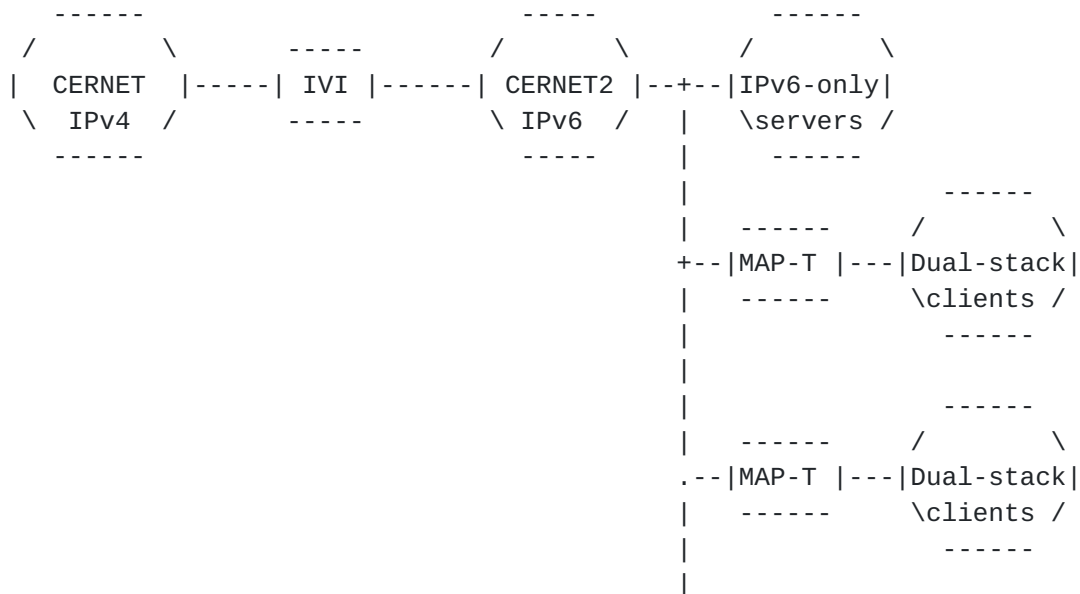 ------                            -----           ------
/        \       -----          /       \       /        \
|  CERNET  |-----| IVI |------| CERNET2 |--+--|IPv6-only|
\  IPv4  /       -----          \ IPv6  /   |   \servers /
------                            -----     |     ------
|               ------
|   ------     /        \
+--|MAP-T |---|Dual-stack|
|   ------     \clients /
|               ------
|
|               ------
|   ------     /        \
.--|MAP-T |---|Dual-stack|
|   ------     \clients /
|               ------
|